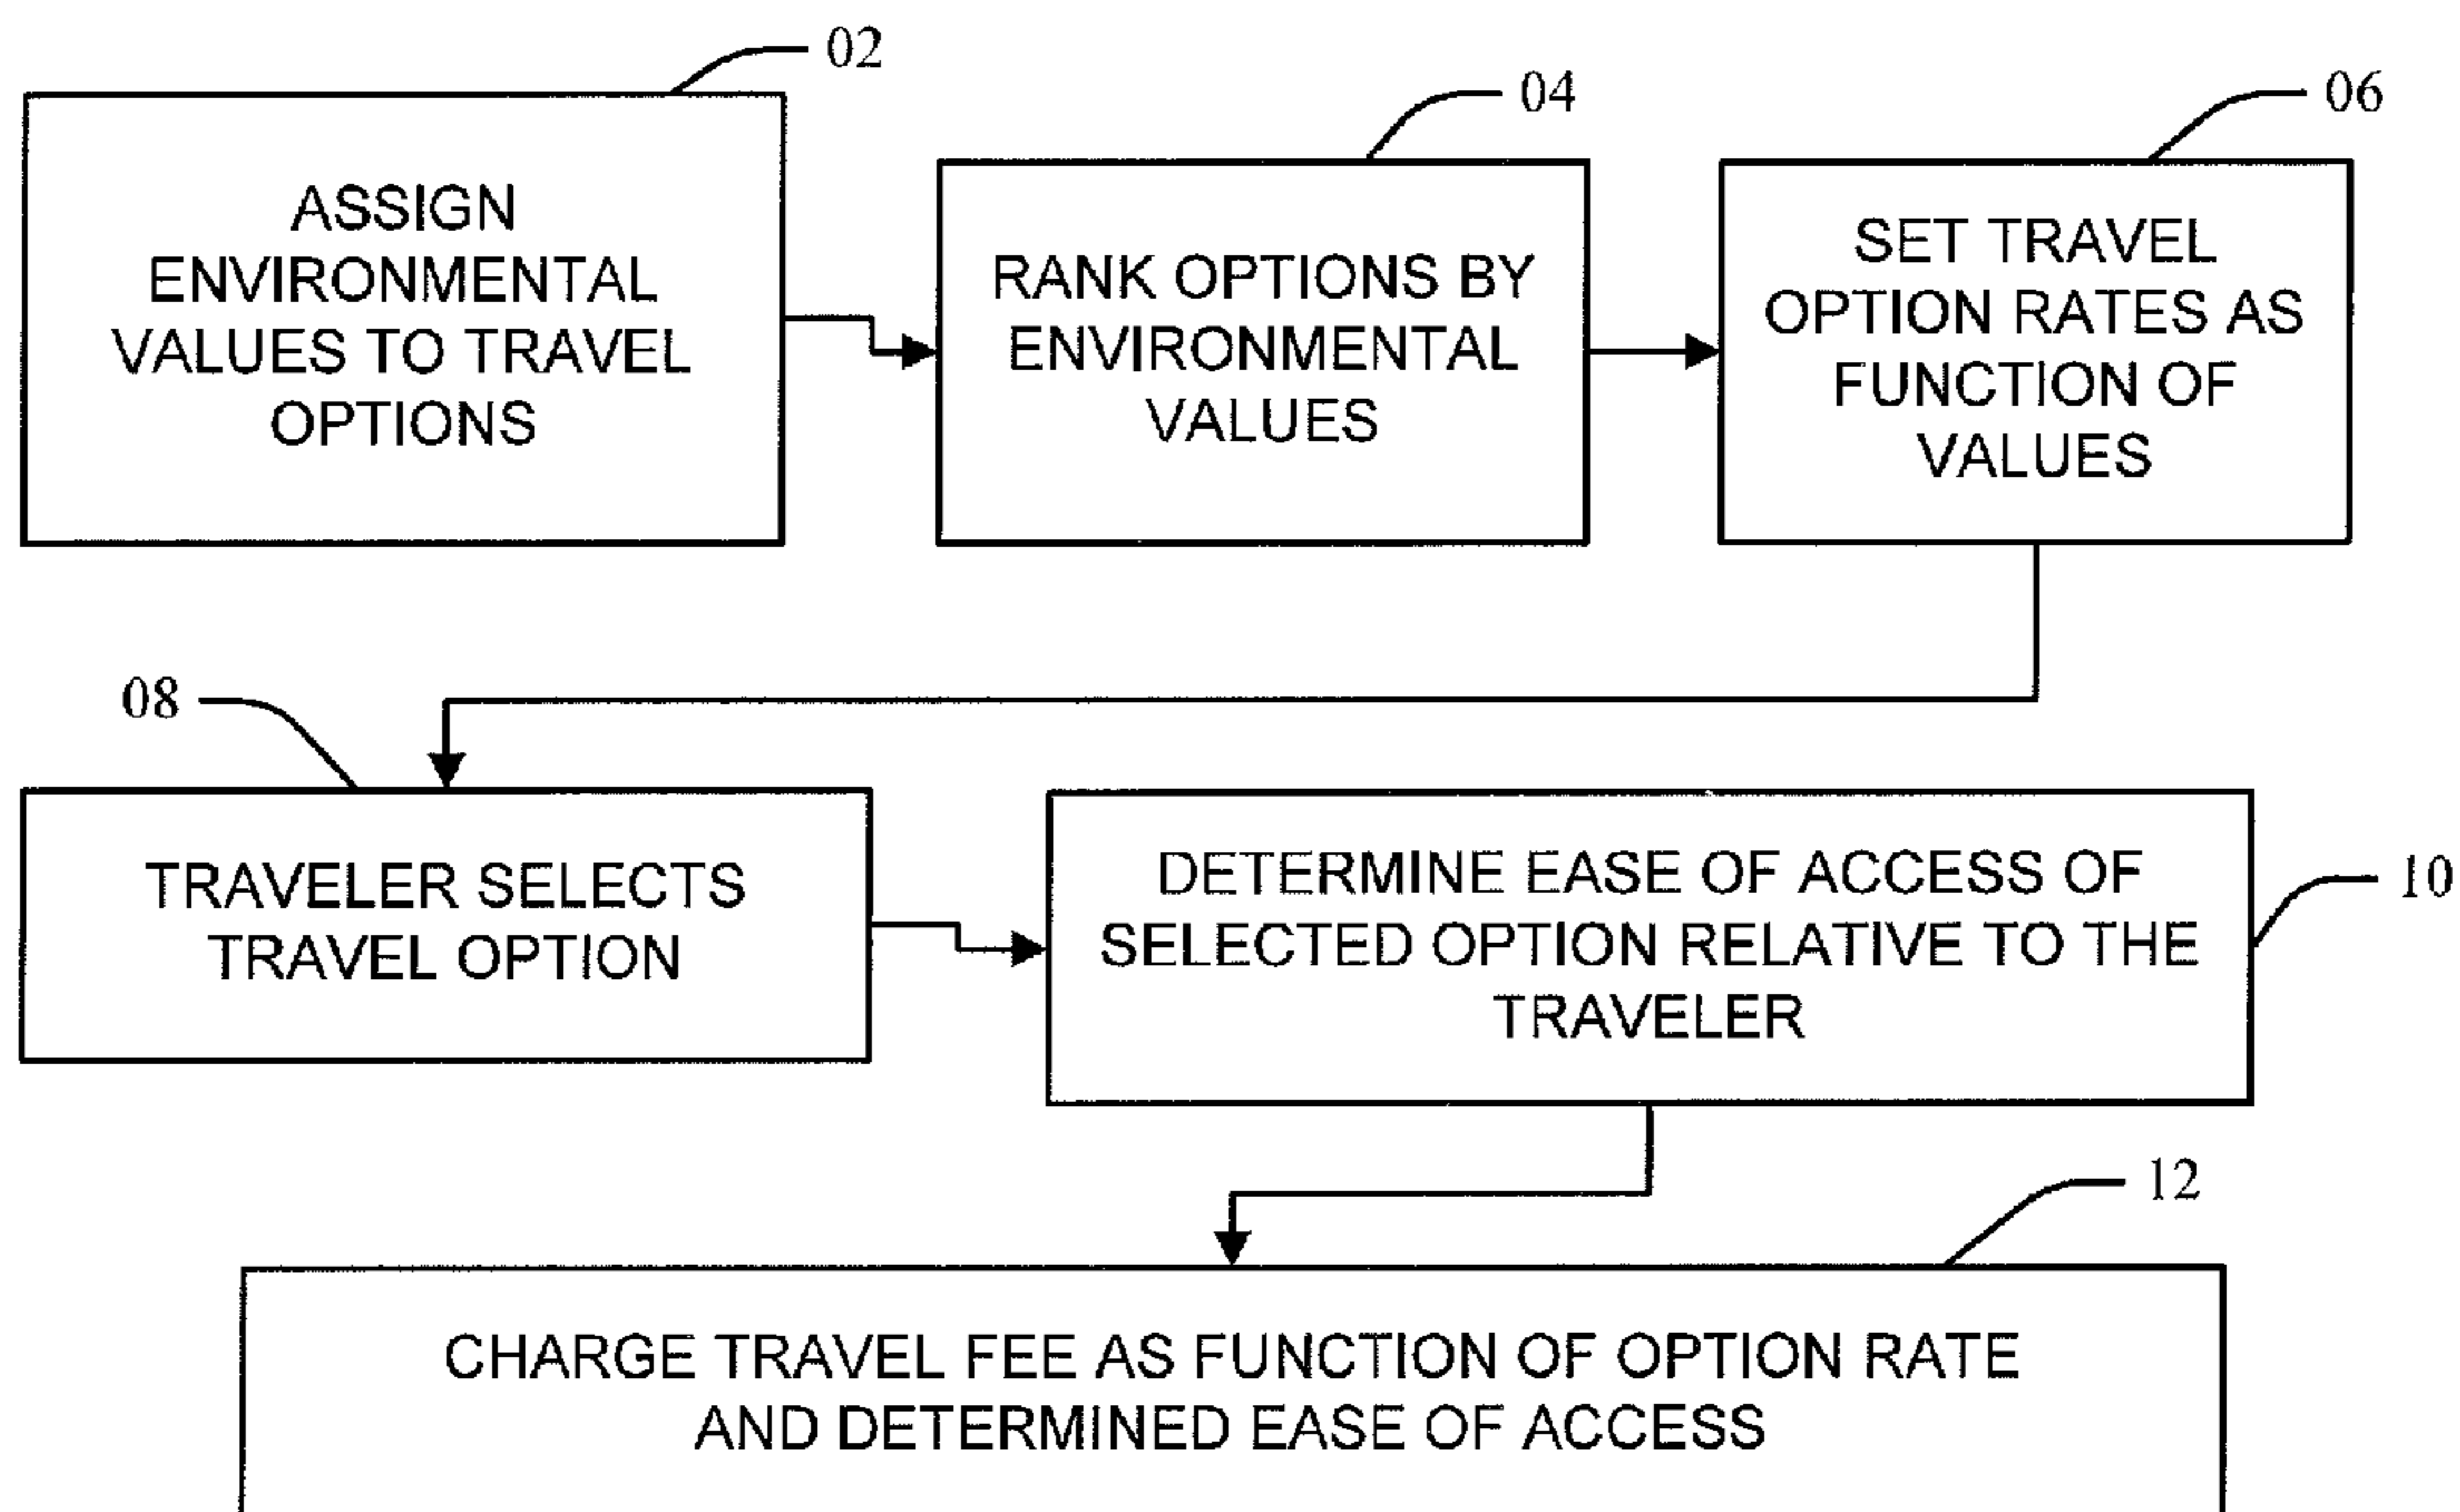 02
04
06
ASSIGN
ENVIRONMENTAL
VALUES TO TRAVEL
OPTIONS
RANK OPTIONS BY
ENVIRONMENTAL
VALUES
SET TRAVEL
OPTION RATES AS
FUNCTION OF
VALUES
08
TRAVELER SELECTS
TRAVEL OPTION
DETERMINE EASE OF ACCESS OF
SELECTED OPTION RELATIVE TO THE
TRAVELER
10
12
CHARGE TRAVEL FEE AS FUNCTION OF OPTION RATE
AND DETERMINED EASE OF ACCESS